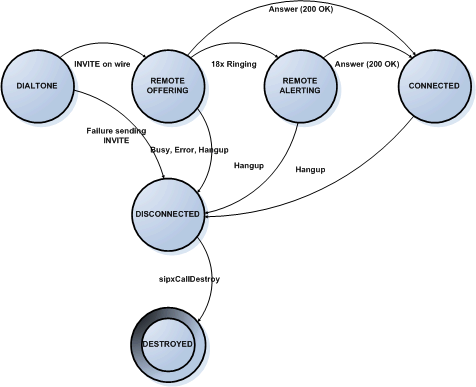 Answer (200 OK)
INVITE on wire
18x Ringing
Answer (200 OK)
DIALTONE
REMOTE
OFFERING
REMOTE
ALERTING
CONNECTED
Failure sending
INVITE
Busy, Error, Hangup
Hangup
Hangup
DISCONNECTED
sipxCallDestroy
DESTROYED